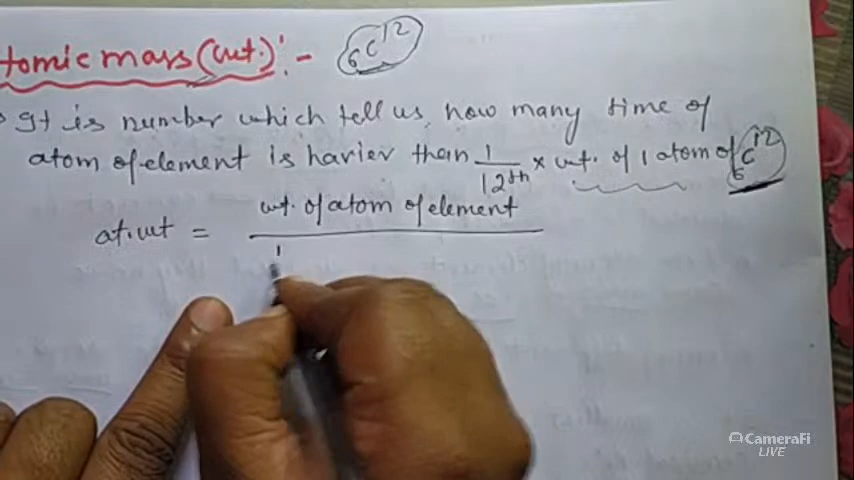 tomic mass (wt.) :- ₆C¹²
It is number which tell us, how many time of
atom of element is havier than 1/12th × wt. of 1 atom of ₆C¹²
at. wt = wt. of atom of element
1
CameraFi
LIVE